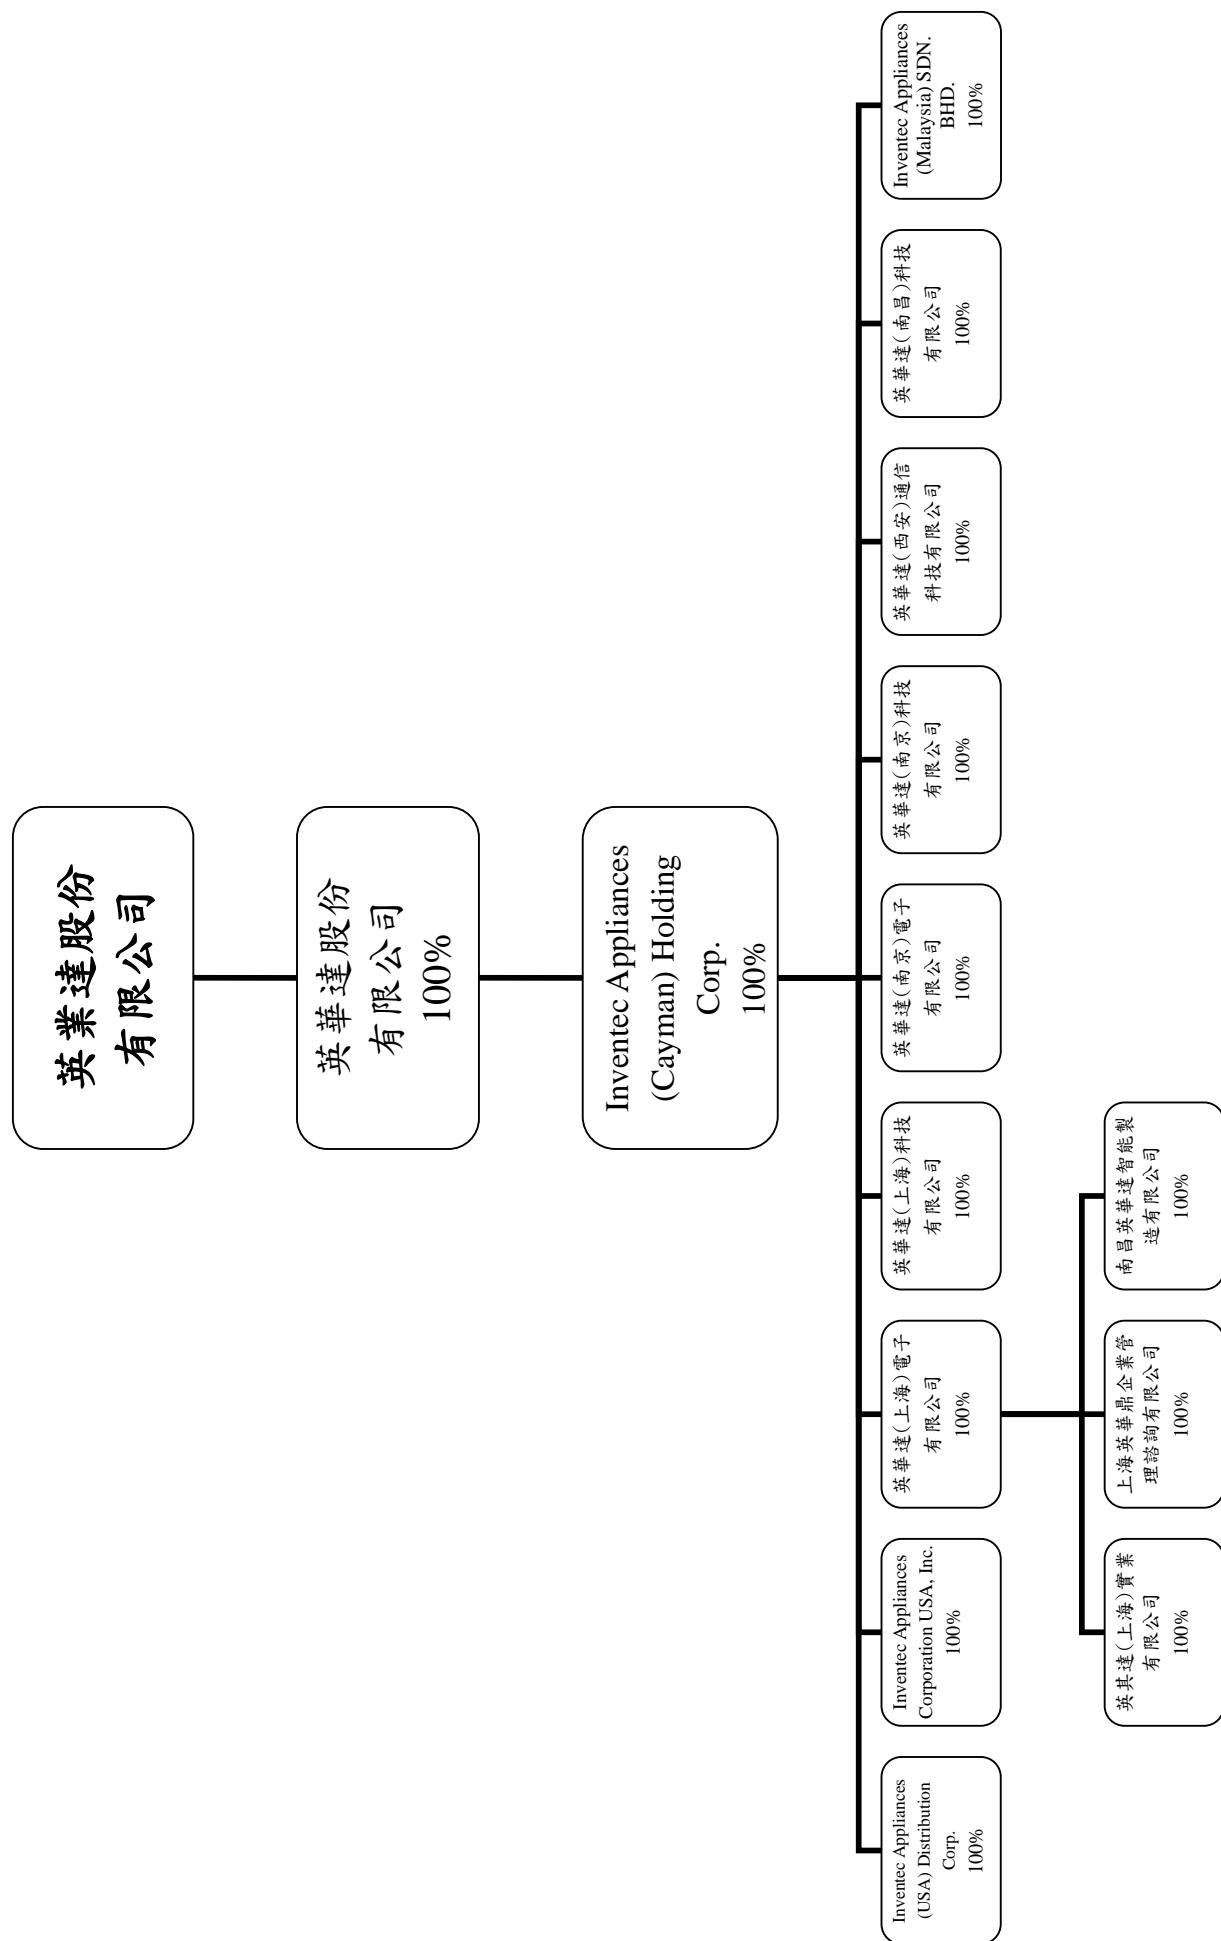 英業達股份
有限公司
英華達股份
有限公司
100%
Inventec Appliances
(Cayman) Holding
Corp.
100%
Inventec Appliances
(USA) Distribution
Corp.
100%
Inventec Appliances
Corporation USA, Inc.
100%
英華達(上海)電子
有限公司
100%
英華達(上海)科技
有限公司
100%
英華達(南京)電子
有限公司
100%
英華達(南京)科技
有限公司
100%
英華達(西安)通信
科技有限公司
100%
英華達(南昌)科技
有限公司
100%
Inventec Appliances
(Malaysia) SDN.
BHD.
100%
英其達(上海)實業
有限公司
100%
上海英華鼎企業管
理諮詢有限公司
100%
南昌英華達智能製
造有限公司
100%